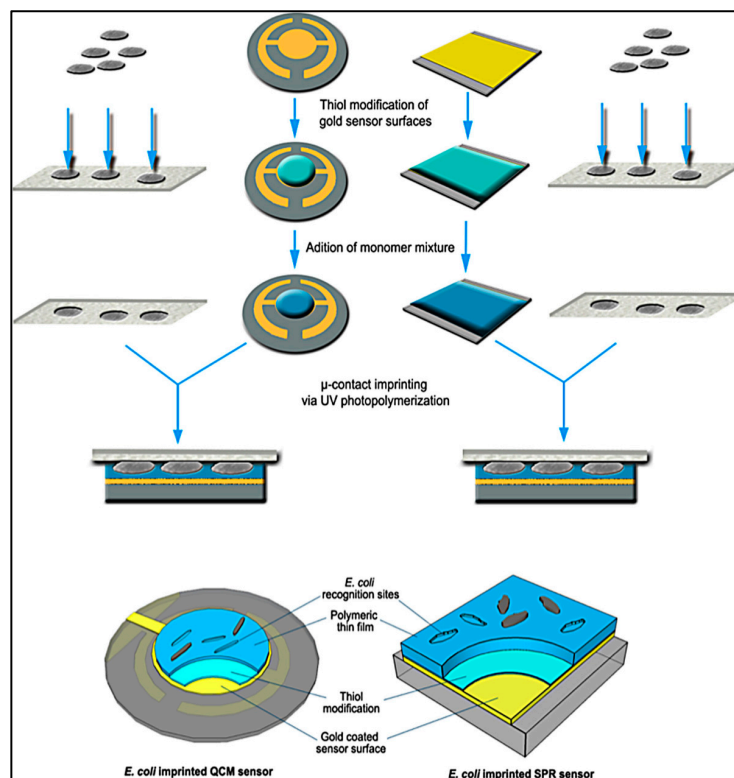 Thiol modification of
gold sensor surfaces
Adition of monomer mixture
µ-contact imprinting
via UV photopolymerization
E. coli
recognition sites
Polymeric
thin film
Thiol
modification
Gold coated
sensor surface
E. coli imprinted QCM sensor
E. coli imprinted SPR sensor